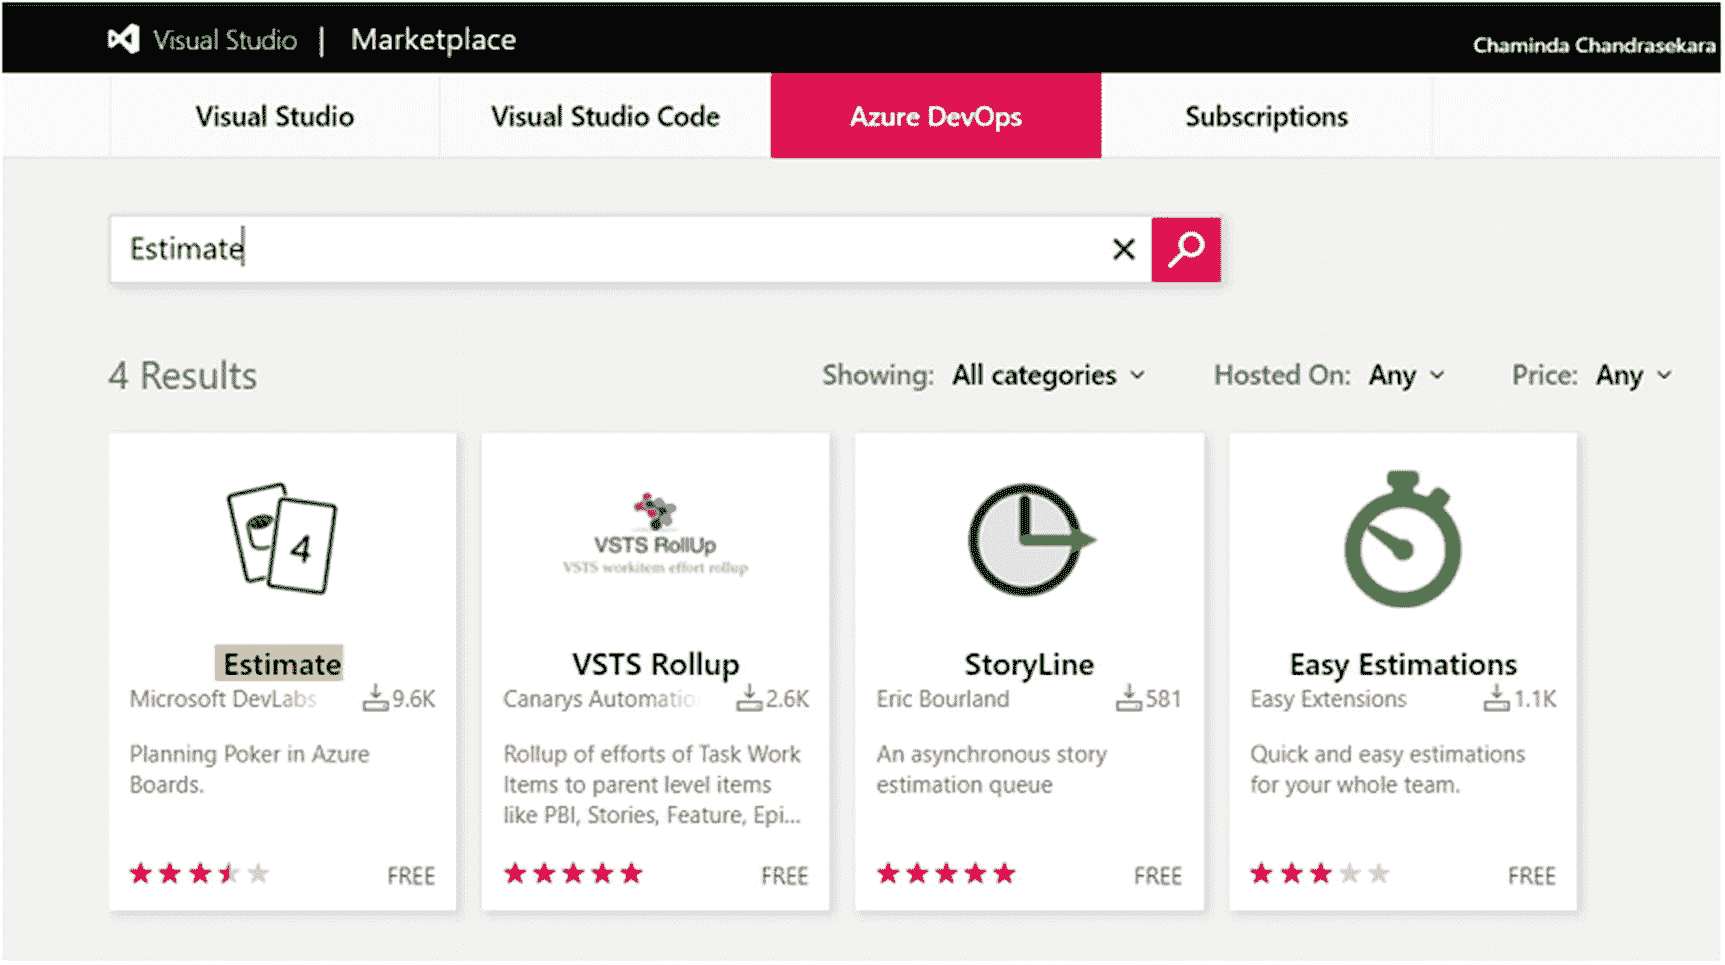 Visual Studio | Marketplace
Chaminda Chandrasekara
Visual Studio
Visual Studio Code
Azure DevOps
Subscriptions
Estimate
4 Results
Showing: All categories
Hosted On: Any
Price: Any
4
Estimate
Microsoft DevLabs 9.6K
Planning Poker in Azure
Boards.
FREE
VSTS RollUp
VSTS workitem effort rollup
VSTS Rollup
Canarys Automatio 2.6K
Rollup of efforts of Task Work
Items to parent level items
like PBI, Stories, Feature, Epi...
FREE
StoryLine
Eric Bourland 581
An asynchronous story
estimation queue
FREE
Easy Estimations
Easy Extensions 1.1K
Quick and easy estimations
for your whole team.
FREE